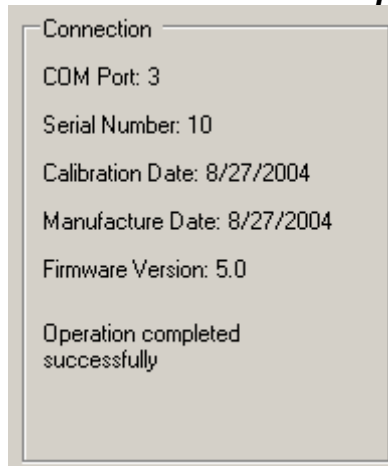 Connection
COM Port: 3
Serial Number: 10
Calibration Date: 8/27/2004
Manufacture Date: 8/27/2004
Firmware Version: 5.0
Operation completed
successfully